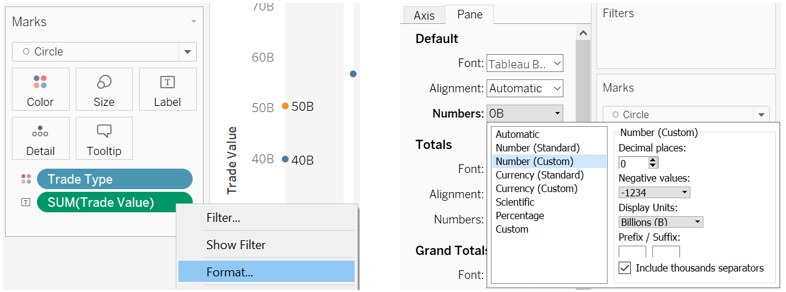 Marks
Circle
Color
Size
Label
Detail
Tooltip
Trade Type
SUM(Trade Value)
Filter...
Show Filter
Format...
Trade Value
70B
60B
50B
40B
50B
40B
Axis
Pane
Default
Font:
Tableau B..
Alignment:
Automatic
Numbers:
0B
Totals
Font:
Alignment:
Numbers:
Grand Totals
Font:
Filters
Marks
Circle
Automatic
Number (Standard)
Number (Custom)
Currency (Standard)
Currency (Custom)
Scientific
Percentage
Custom
Number (Custom)
Decimal places:
0
Negative values:
-1234
Display Units:
Billions (B)
Prefix / Suffix:
Include thousands separators